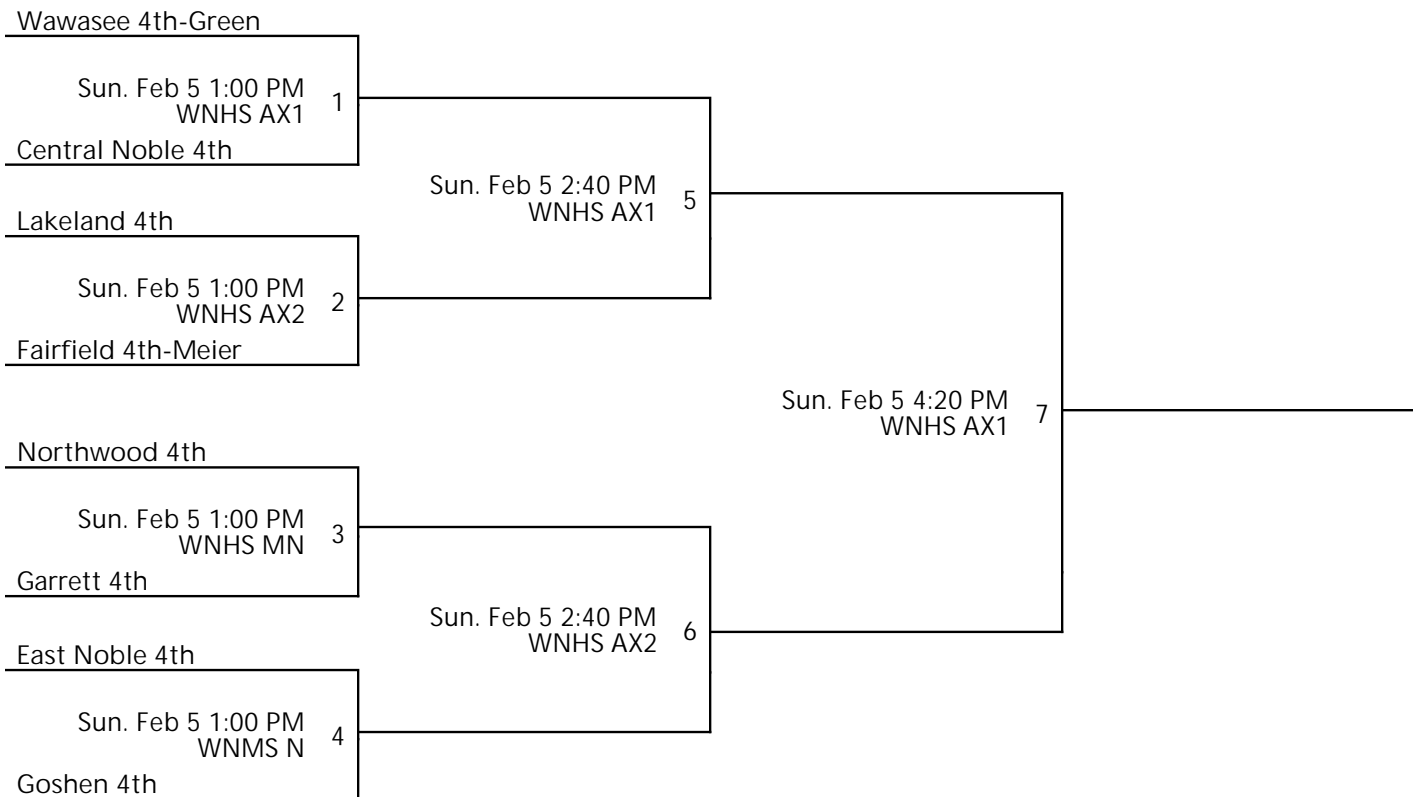 Wawasee 4th-Green
Sun. Feb 5 1:00 PM
WNHS AX1
1
Central Noble 4th
Sun. Feb 5 2:40 PM
WNHS AX1
5
Lakeland 4th
Sun. Feb 5 1:00 PM
WNHS AX2
2
Fairfield 4th-Meier
Sun. Feb 5 4:20 PM
WNHS AX1
7
Northwood 4th
Sun. Feb 5 1:00 PM
WNHS MN
3
Garrett 4th
Sun. Feb 5 2:40 PM
WNHS AX2
6
East Noble 4th
Sun. Feb 5 1:00 PM
WNMS N
4
Goshen 4th